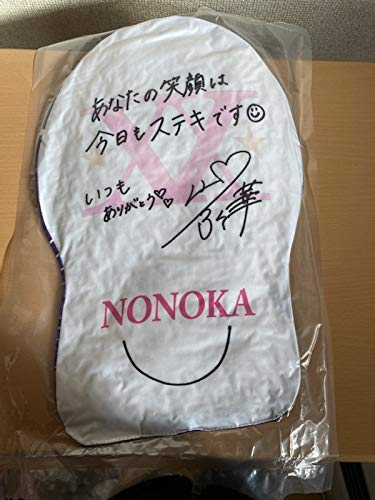 あなたの笑顔は
今日もステキです
いつも
ありがとう
NONOKA